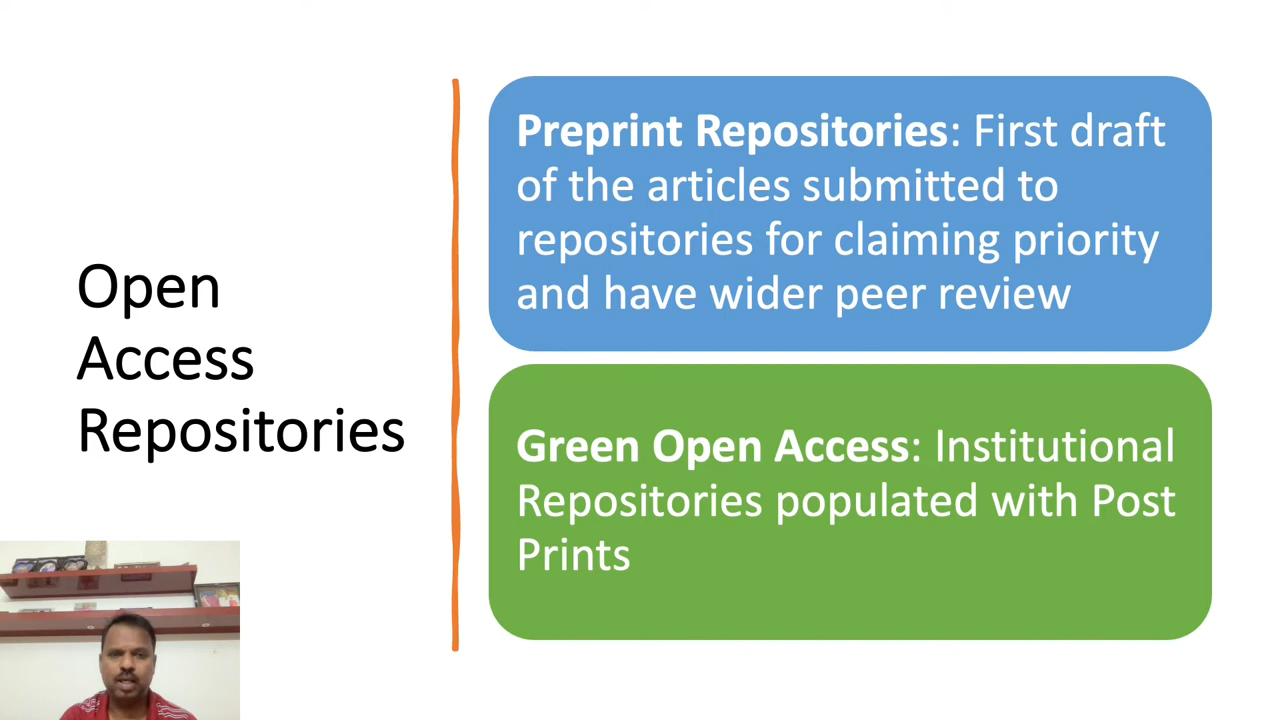 Open
Access
Repositories
Preprint Repositories: First draft
of the articles submitted to
repositories for claiming priority
and have wider peer review
Green Open Access: Institutional
Repositories populated with Post
Prints